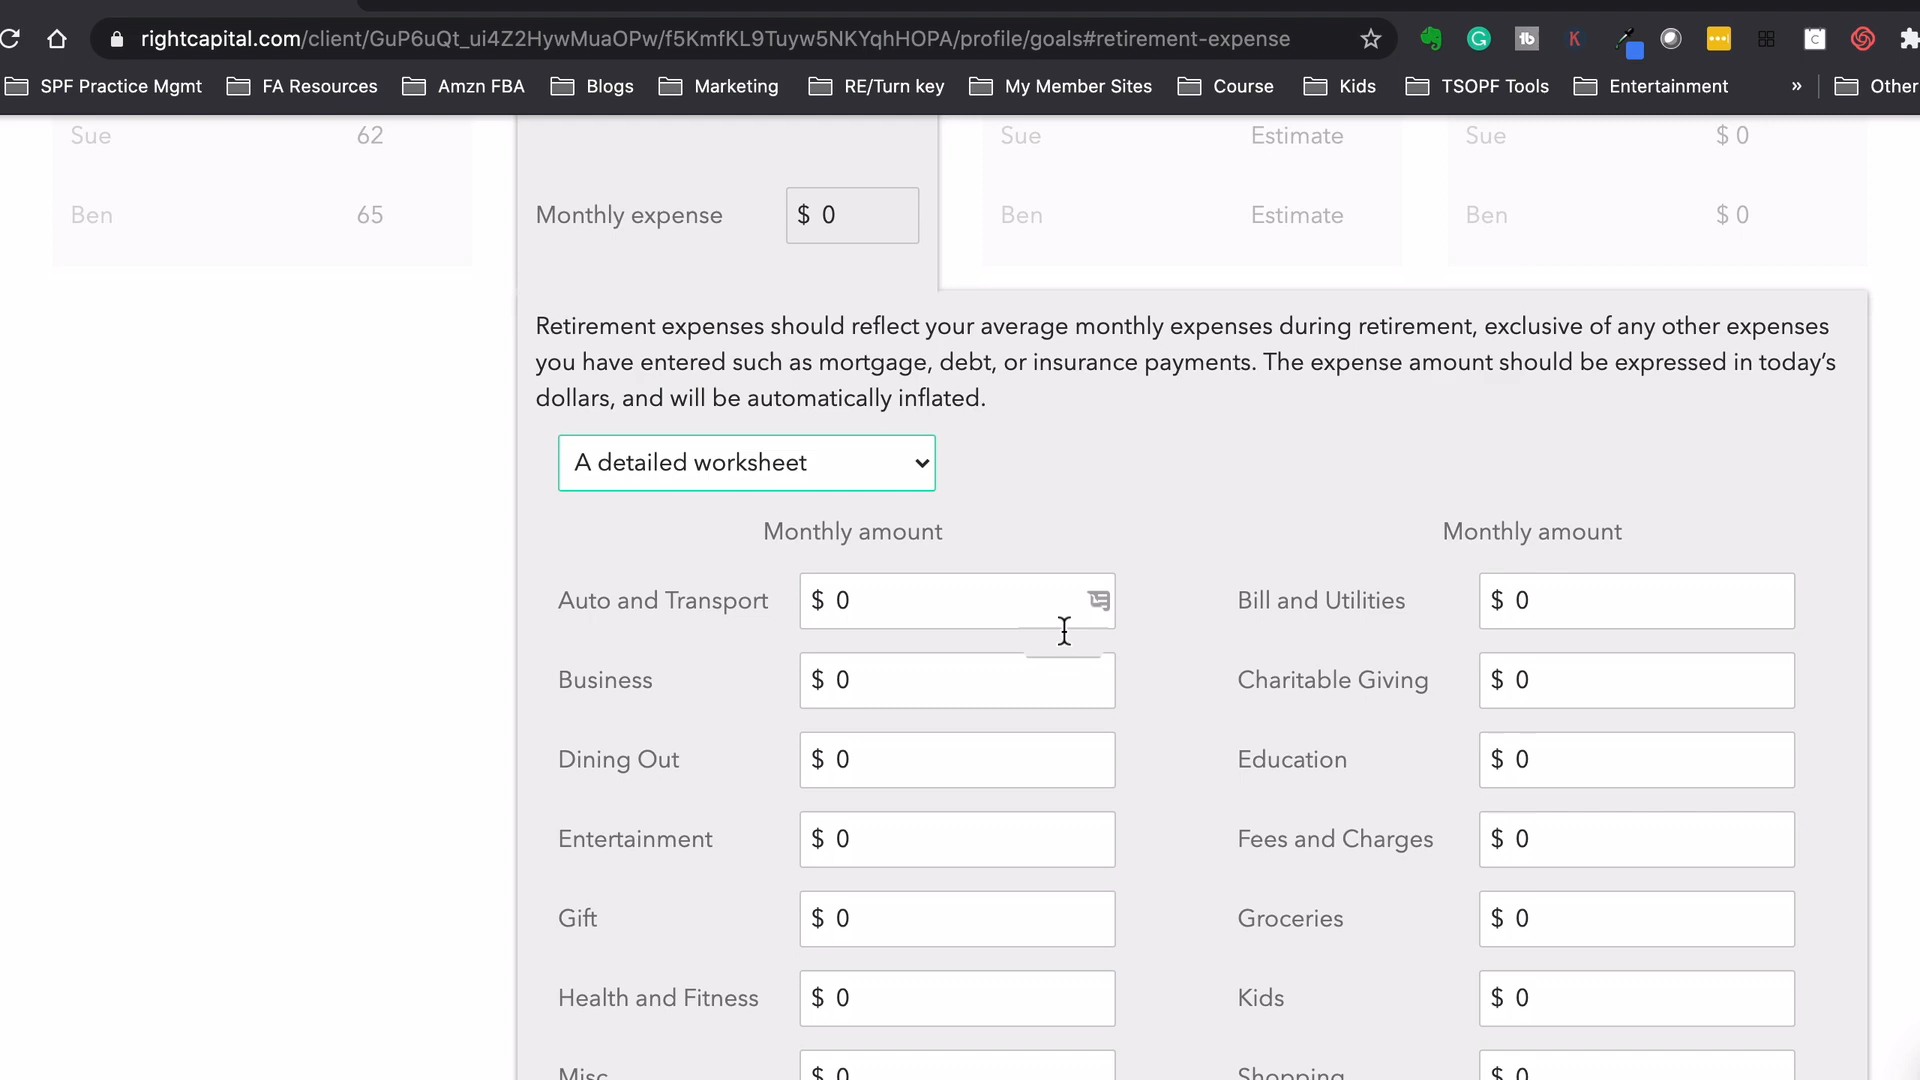 rightcapital.com/client/GuP6uQt_ui4Z2HywMuaOPw/f5KmfKL9Tuyw5NKYqhHOPA/profile/goals#retirement-expense
SPF Practice Mgmt FA Resources Amzn FBA Blogs Marketing RE/Turn key My Member Sites Course Kids TSOPF Tools Entertainment » Other
Sue 62 Sue Estimate Sue $ 0
Ben 65 Monthly expense $ 0 Ben Estimate Ben $ 0
Retirement expenses should reflect your average monthly expenses during retirement, exclusive of any other expenses
you have entered such as mortgage, debt, or insurance payments. The expense amount should be expressed in today's
dollars, and will be automatically inflated.
A detailed worksheet
Monthly amount Monthly amount
Auto and Transport $ 0 Bill and Utilities $ 0
Business $ 0 Charitable Giving $ 0
Dining Out $ 0 Education $ 0
Entertainment $ 0 Fees and Charges $ 0
Gift $ 0 Groceries $ 0
Health and Fitness $ 0 Kids $ 0
Misc $ 0 Shopping $ 0